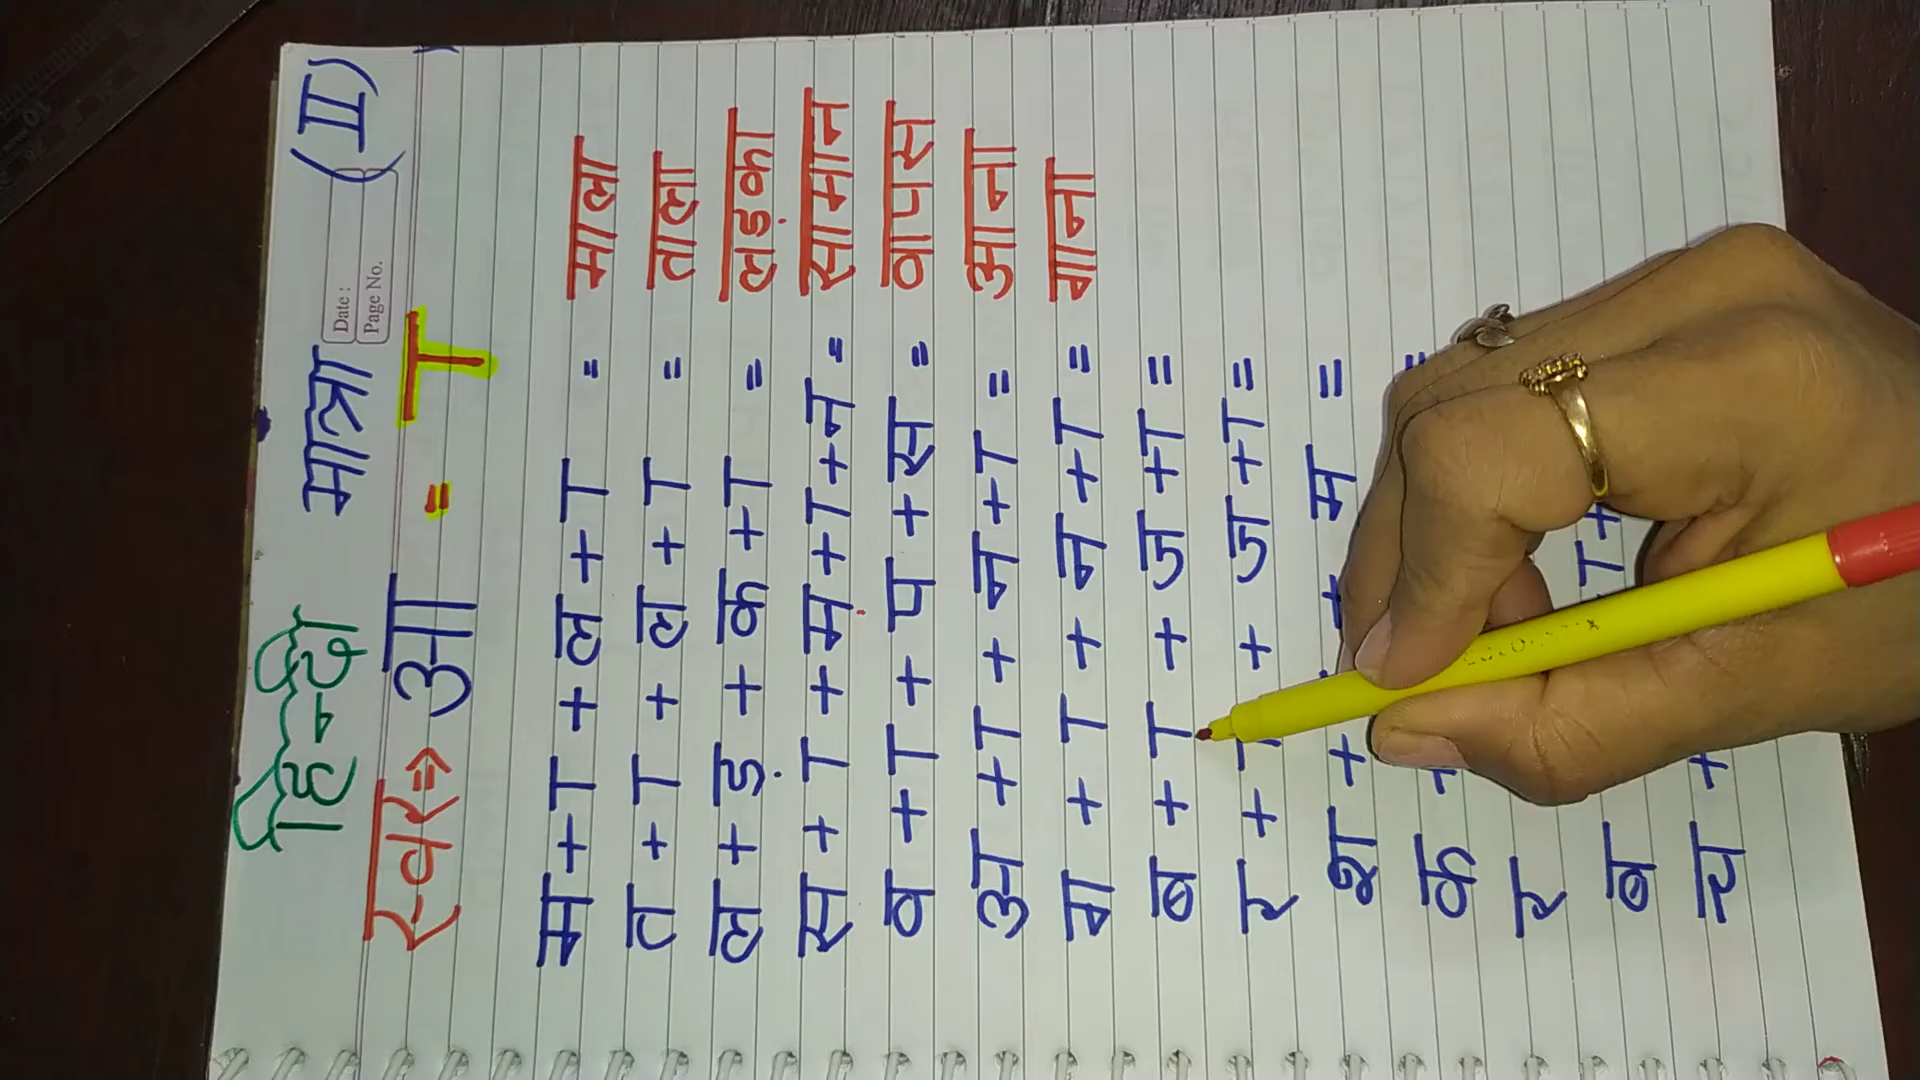 हिन्दी मात्रा (II)
Date :
Page No.
स्वर ⇒ आ = ा
म + ा + ल + ा = माला
त + ा + ल + ा = ताला
ल + ड़ + क + ा = लड़का
स + ा + म + ा + न = सामान
व + ा + प + स = वापस
आ + ा + न + ा = आना
ग + ा + न + ा = गाना
ब + ा + ज + ा =
र + ा + ज + ा =
श + म =
क +
र
ब
च +